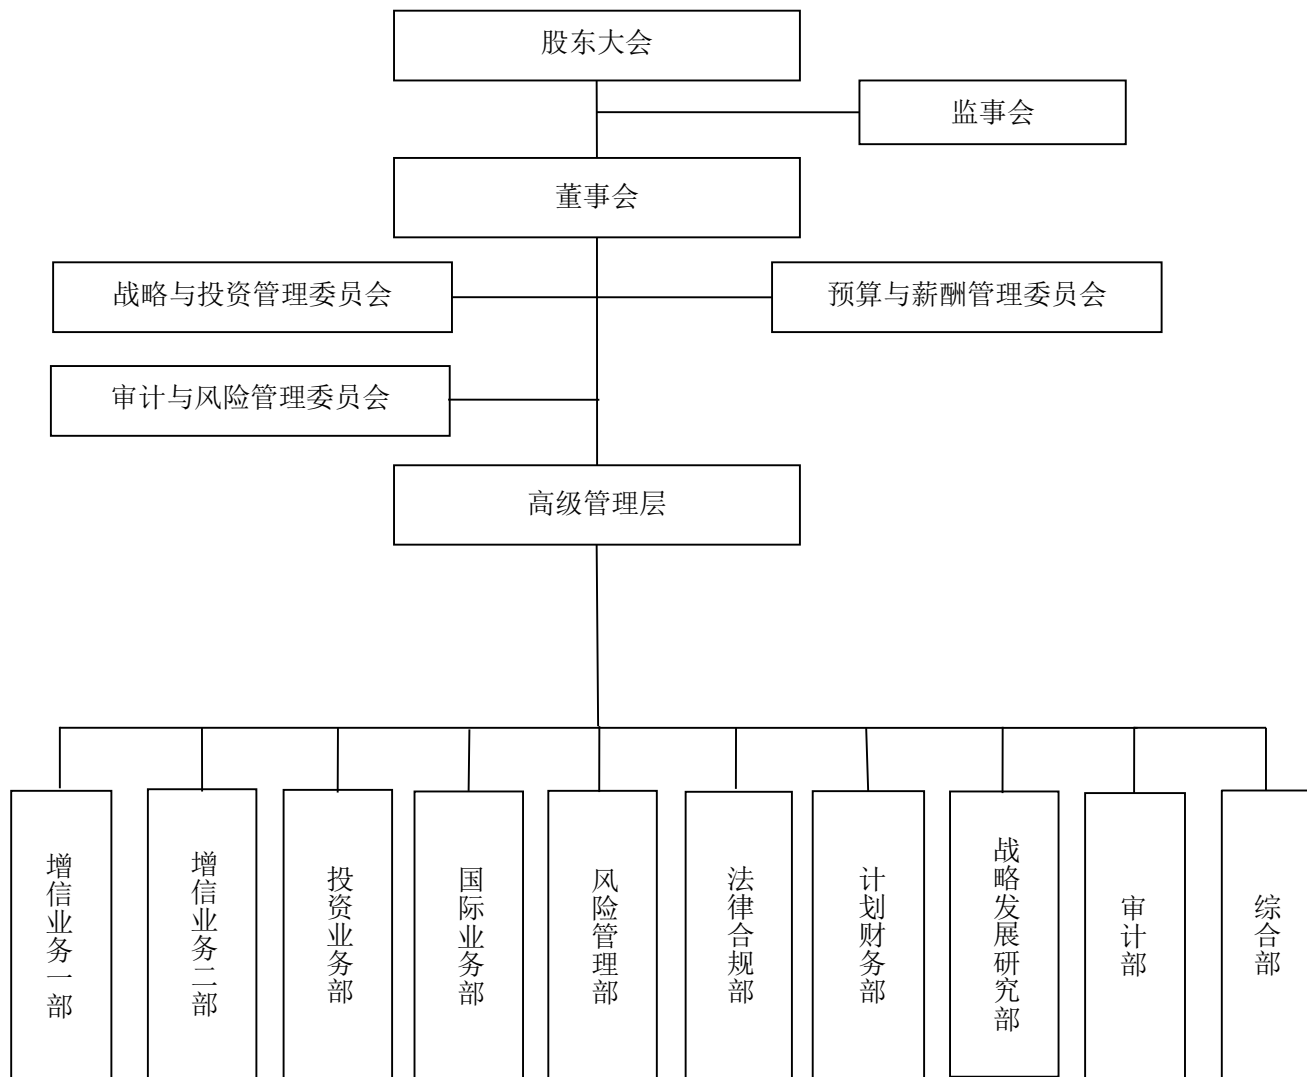 股东大会
监事会
董事会
战略与投资管理委员会
预算与薪酬管理委员会
审计与风险管理委员会
高级管理层
增信业务一部
增信业务二部
投资业务部
国际业务部
风险管理部
法律合规部
计划财务部
战略发展研究部
审计部
综合部